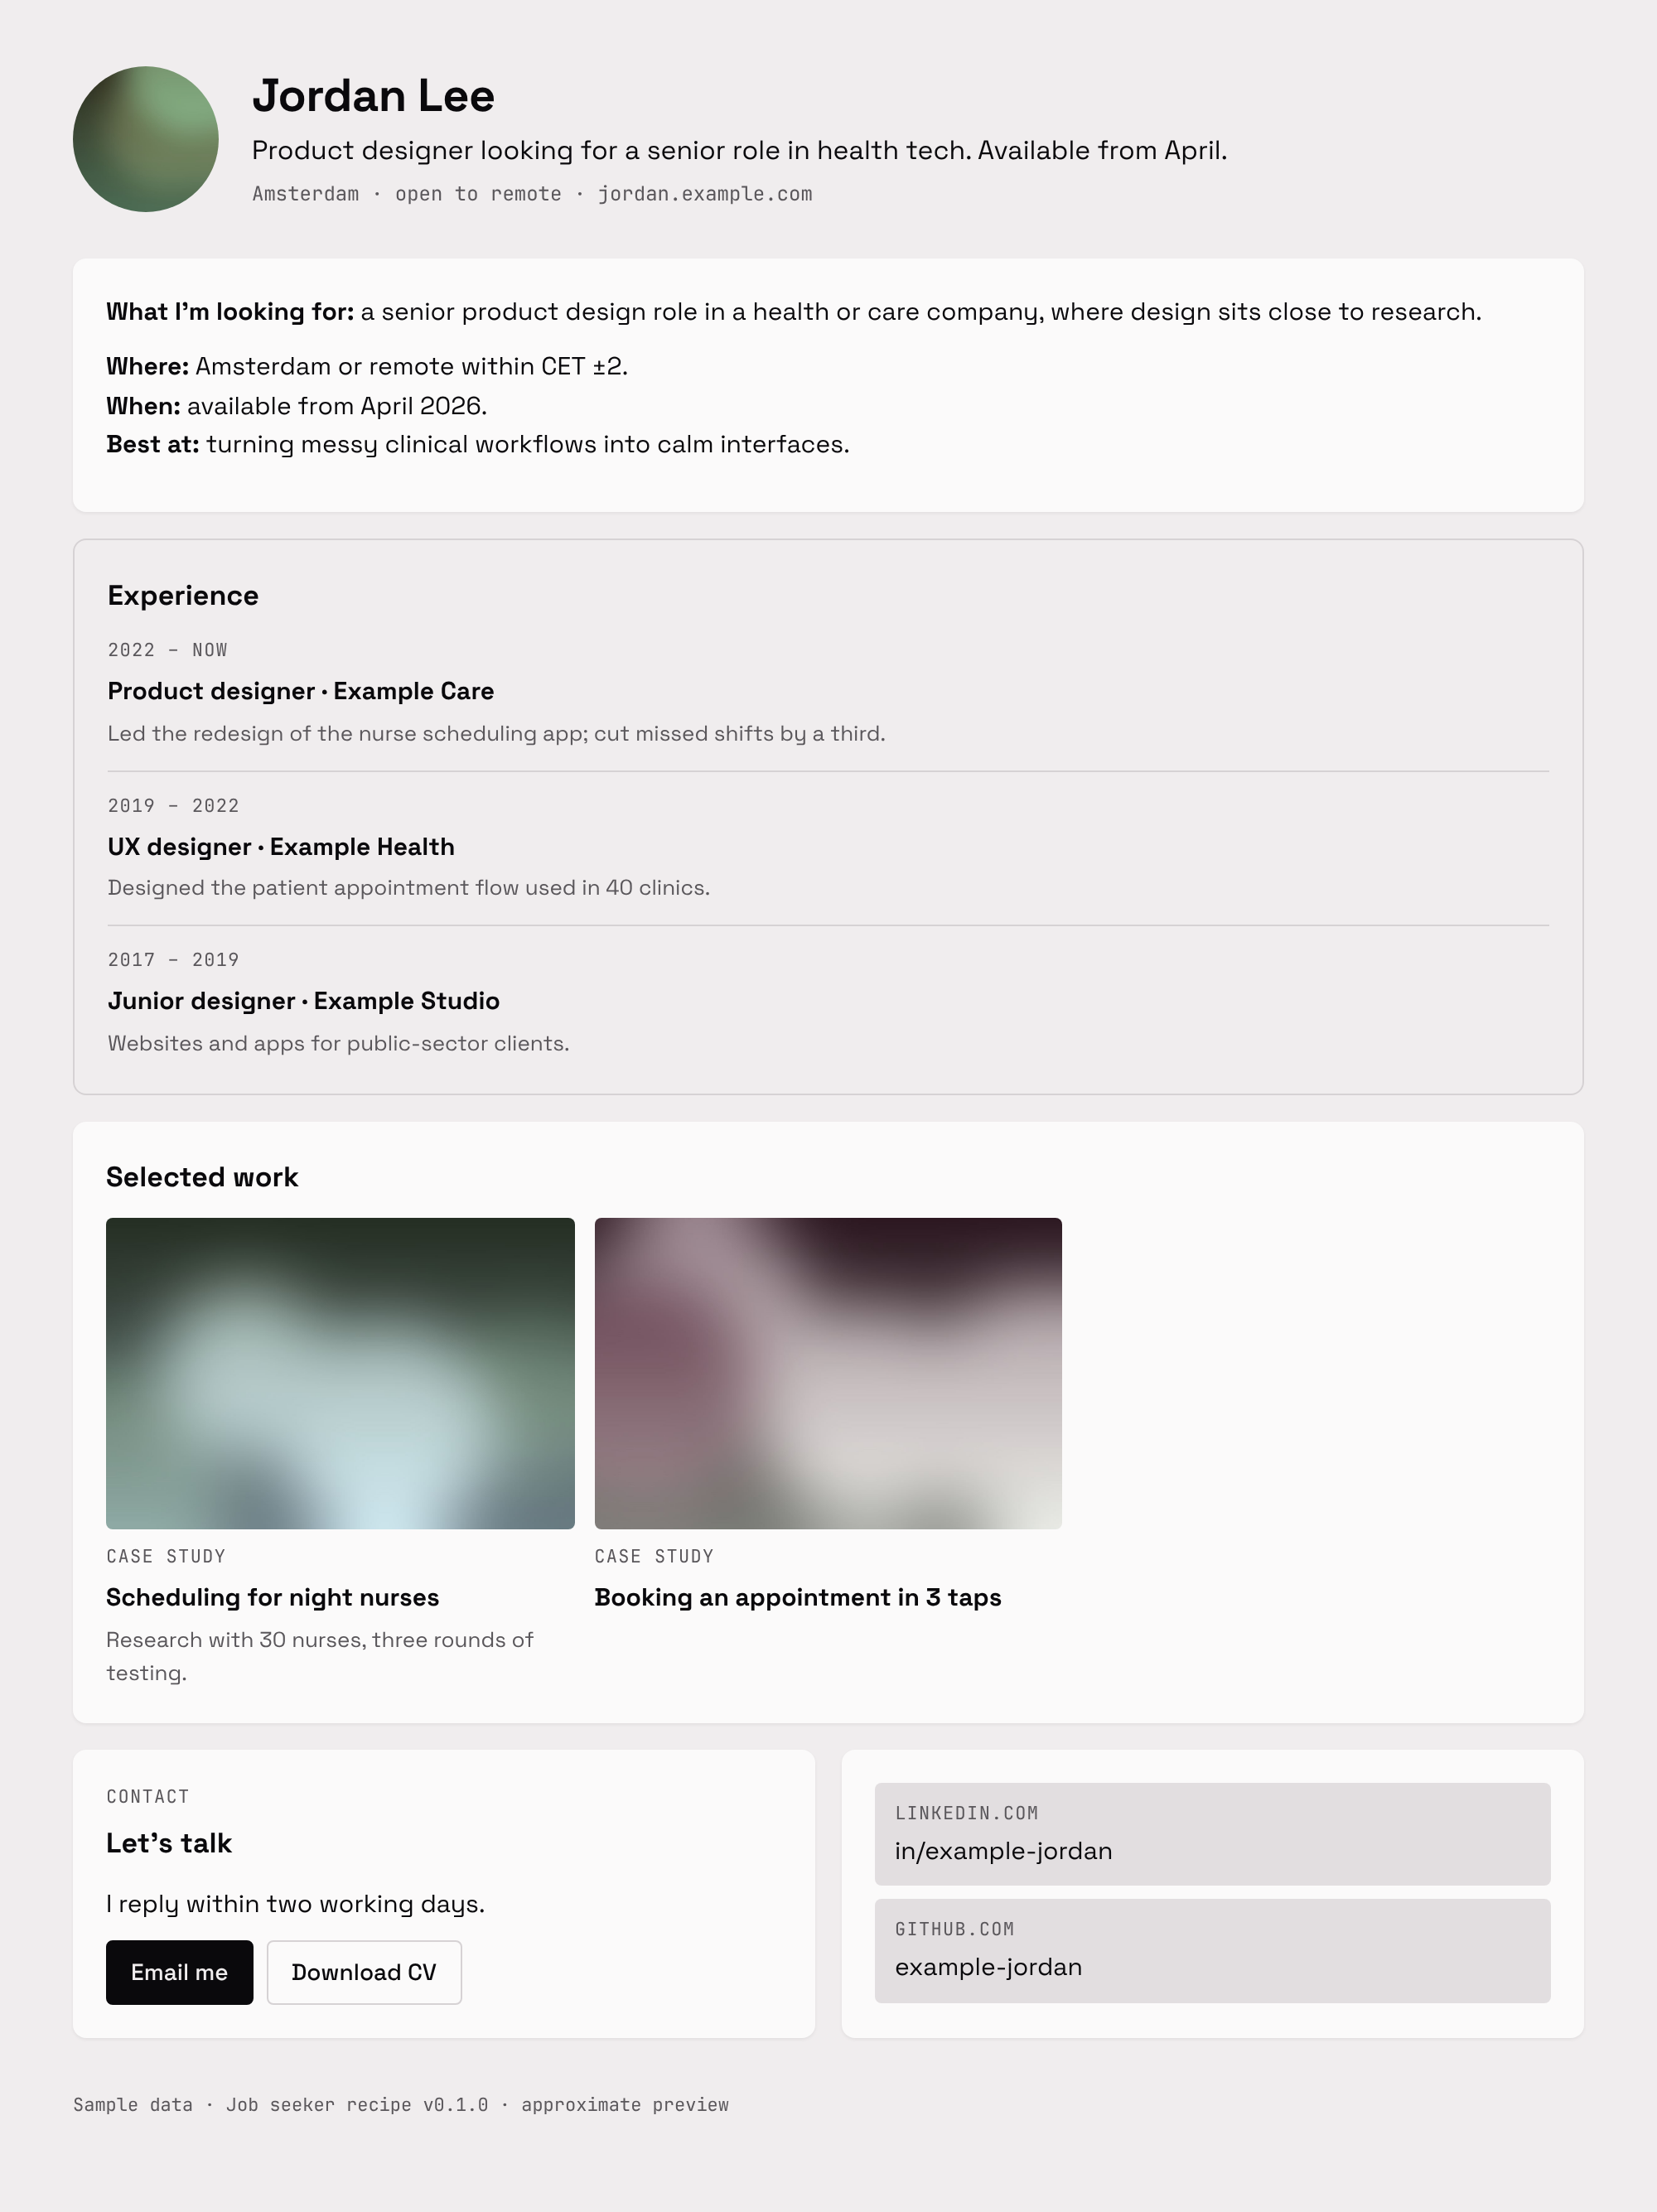 Jordan Lee
Product designer looking for a senior role in health tech. Available from April.
Amsterdam · open to remote · jordan.example.com
What I’m looking for: a senior product design role in a health or care company, where design sits close to research.
Where: Amsterdam or remote within CET ±2.
When: available from April 2026.
Best at: turning messy clinical workflows into calm interfaces.
Experience
2022 – NOW
Product designer · Example Care
Led the redesign of the nurse scheduling app; cut missed shifts by a third.
2019 – 2022
UX designer · Example Health
Designed the patient appointment flow used in 40 clinics.
2017 – 2019
Junior designer · Example Studio
Websites and apps for public-sector clients.
Selected work
CASE STUDY
Scheduling for night nurses
Research with 30 nurses, three rounds of
testing.
CASE STUDY
Booking an appointment in 3 taps
CONTACT
Let’s talk
I reply within two working days.
Email me
Download CV
LINKEDIN.COM
in/example-jordan
GITHUB.COM
example-jordan
Sample data · Job seeker recipe v0.1.0 · approximate preview